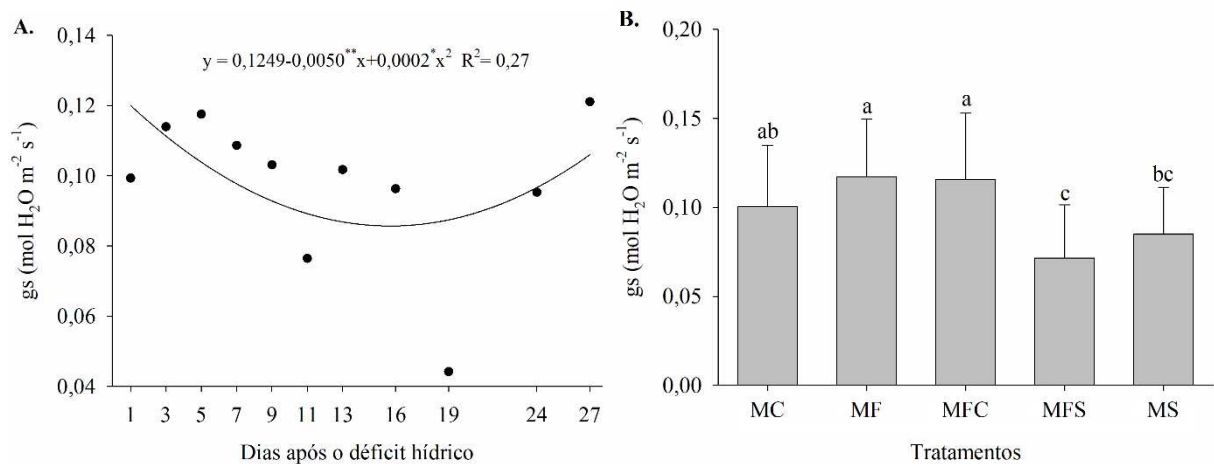 A.
y = 0,1249-0,0050**x+0,0002*x² R²= 0,27
gs (mol H₂O m⁻² s⁻¹)
0,14
0,12
0,10
0,08
0,06
0,04
1 3 5 7 9 11 13 16 19 24 27
Dias após o déficit hídrico
B.
gs (mol H₂O m⁻² s⁻¹)
0,20
0,15
0,10
0,05
0,00
ab a a c bc
MC MF MFC MFS MS
Tratamentos